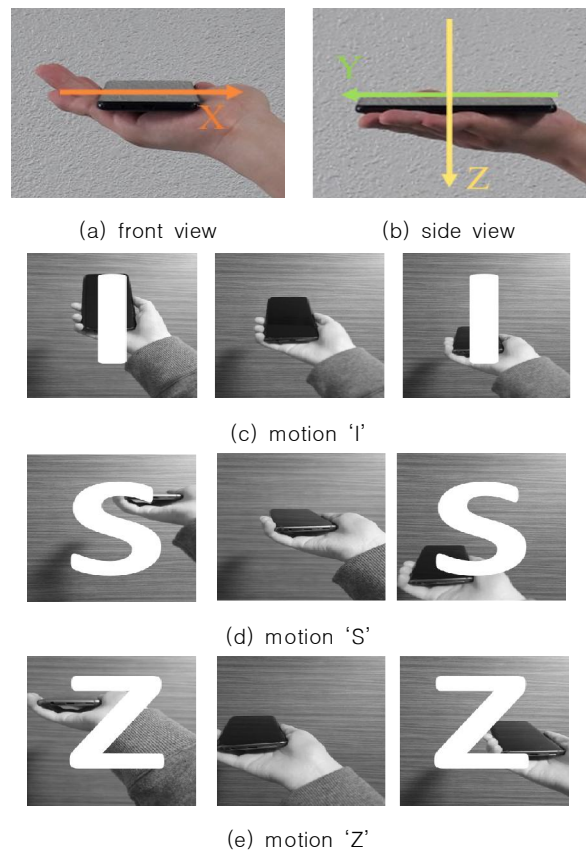 X
Y
Z
(a) front view
(b) side view
I
I
(c) motion ‘I’
S
S
(d) motion ‘S’
Z
Z
(e) motion ‘Z’